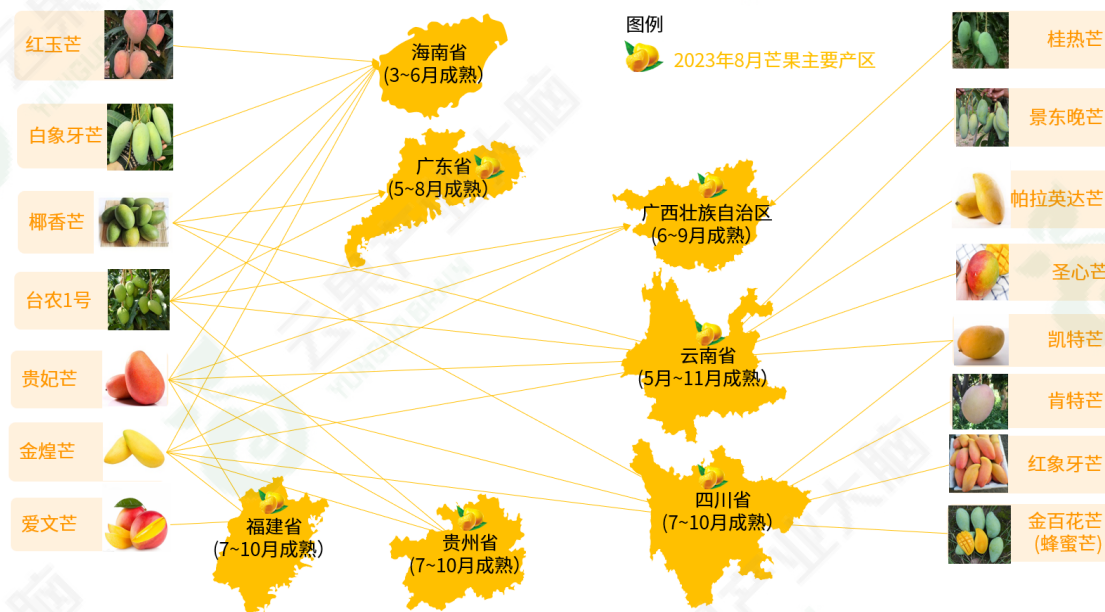 图例
2023年8月芒果主要产区
红玉芒
白象牙芒
椰香芒
台农1号
贵妃芒
金煌芒
爱文芒
海南省
(3~6月成熟)
广东省
(5~8月成熟)
广西壮族自治区
(6~9月成熟)
云南省
(5月~11月成熟)
四川省
(7~10月成熟)
福建省
(7~10月成熟)
贵州省
(7~10月成熟)
桂热芒
景东晚芒
帕拉英达芒
圣心芒
凯特芒
肯特芒
红象牙芒
金百花芒
(蜂蜜芒)